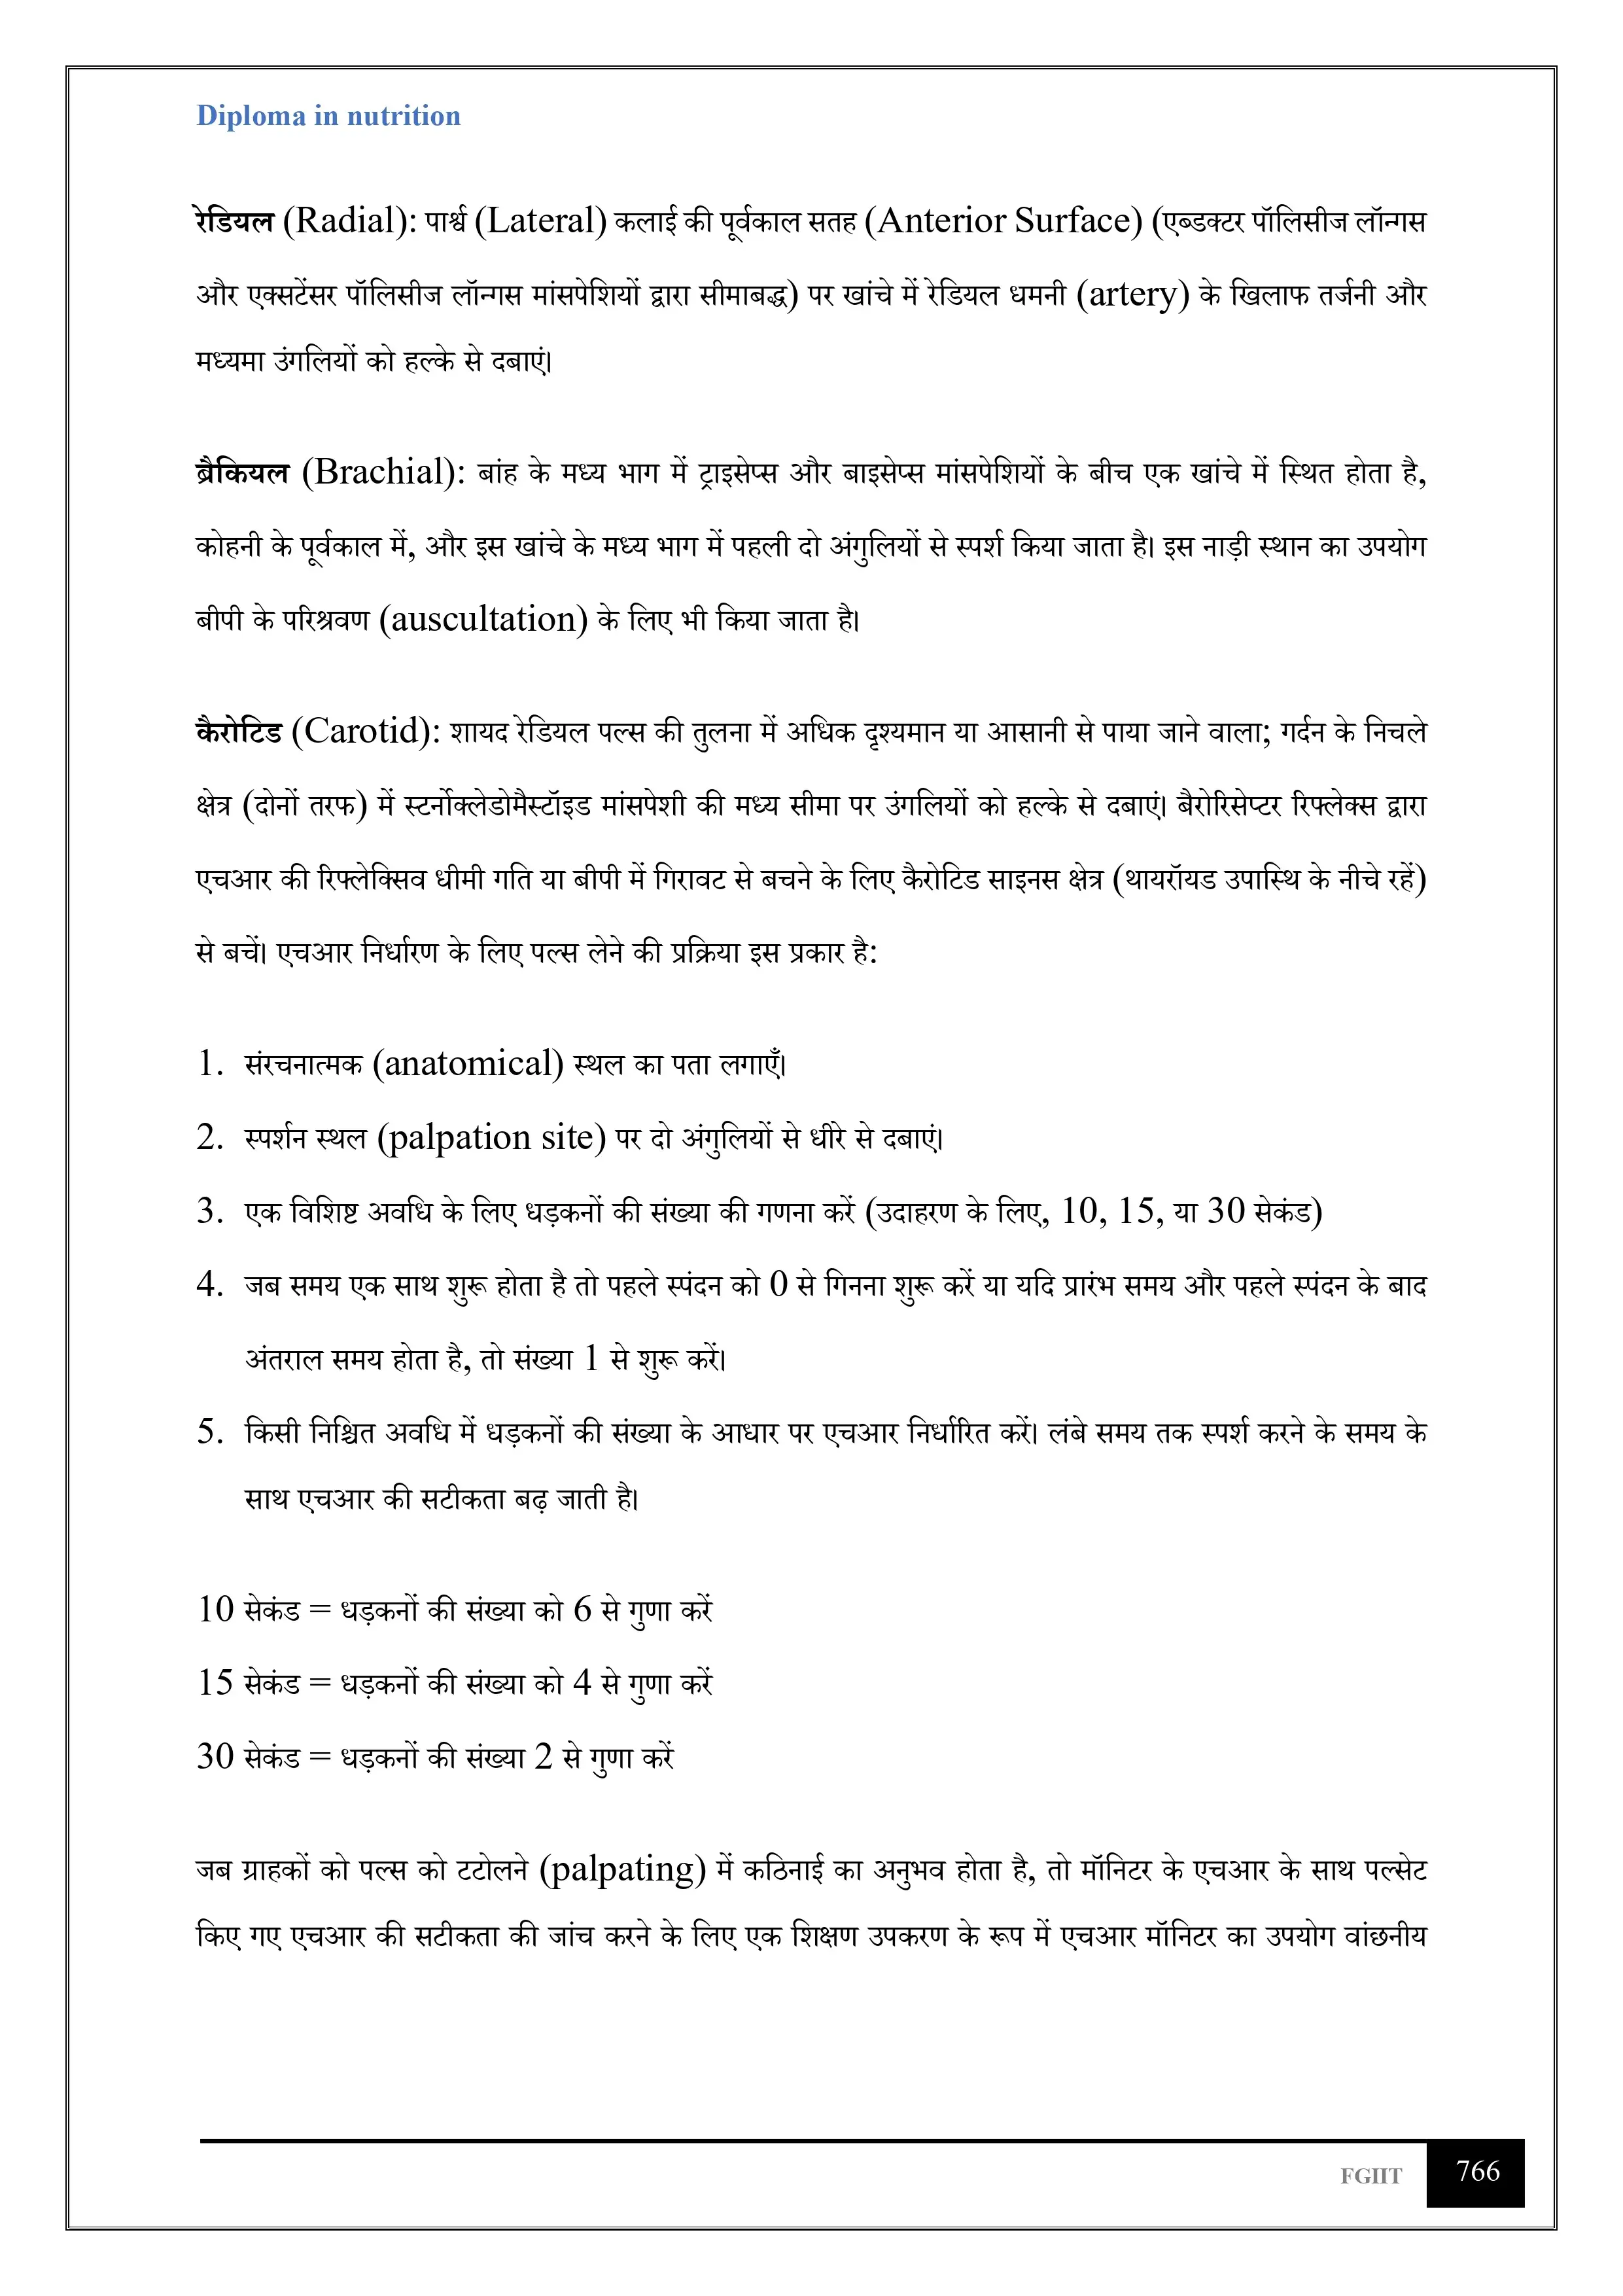 Diploma in nutrition
रेडियल (Radial): पार्श्व (Lateral) कलाई की पूर्वकाल सतह (Anterior Surface) (एब्डक्टर पॉलिसीज लॉन्गस
और एक्सटेंसर पॉलिसीज लॉन्गस मांसपेशियों द्वारा सीमाबद्ध) पर खांचे में रेडियल धमनी (artery) के खिलाफ तर्जनी और
मध्यमा उंगलियों को हल्के से दबाएं।
ब्रैकियल (Brachial): बांह के मध्य भाग में ट्राइसेप्स और बाइसेप्स मांसपेशियों के बीच एक खांचे में स्थित होता है,
कोहनी के पूर्वकाल में, और इस खांचे के मध्य भाग में पहली दो अंगुलियों से स्पर्श किया जाता है। इस नाड़ी स्थान का उपयोग
बीपी के परिश्रवण (auscultation) के लिए भी किया जाता है।
कैरोटिड (Carotid): शायद रेडियल पल्स की तुलना में अधिक दृश्यमान या आसानी से पाया जाने वाला; गर्दन के निचले
क्षेत्र (दोनों तरफ) में स्टर्नोक्लेडोमैस्टॉइड मांसपेशी की मध्य सीमा पर उंगलियों को हल्के से दबाएं। बैरोरिसेप्टर रिफ्लेक्स द्वारा
एचआर की रिफ्लेक्सिव धीमी गति या बीपी में गिरावट से बचने के लिए कैरोटिड साइनस क्षेत्र (थायरॉयड उपास्थि के नीचे रहें)
से बचें। एचआर निर्धारण के लिए पल्स लेने की प्रक्रिया इस प्रकार है:
1. संरचनात्मक (anatomical) स्थल का पता लगाएँ।
2. स्पर्शन स्थल (palpation site) पर दो अंगुलियों से धीरे से दबाएं।
3. एक विशिष्ट अवधि के लिए धड़कनों की संख्या की गणना करें (उदाहरण के लिए, 10, 15, या 30 सेकंड)
4. जब समय एक साथ शुरू होता है तो पहले स्पंदन को 0 से गिनना शुरू करें या यदि प्रारंभ समय और पहले स्पंदन के बाद
अंतराल समय होता है, तो संख्या 1 से शुरू करें।
5. किसी निश्चित अवधि में धड़कनों की संख्या के आधार पर एचआर निर्धारित करें। लंबे समय तक स्पर्श करने के समय के
साथ एचआर की सटीकता बढ़ जाती है।
10 सेकंड = धड़कनों की संख्या को 6 से गुणा करें
15 सेकंड = धड़कनों की संख्या को 4 से गुणा करें
30 सेकंड = धड़कनों की संख्या 2 से गुणा करें
जब ग्राहकों को पल्स को टटोलने (palpating) में कठिनाई का अनुभव होता है, तो मॉनिटर के एचआर के साथ पल्सेट
किए गए एचआर की सटीकता की जांच करने के लिए एक शिक्षण उपकरण के रूप में एचआर मॉनिटर का उपयोग वांछनीय
FGIIT 766